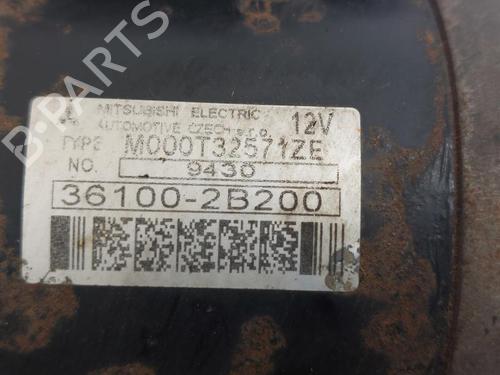 B-PARTS
MITSUBISHI ELECTRIC
AUTOMOTIVE CZECH s.r.o. 12V
TYPE M000T32571ZE
NO. 9430
36100-2B200